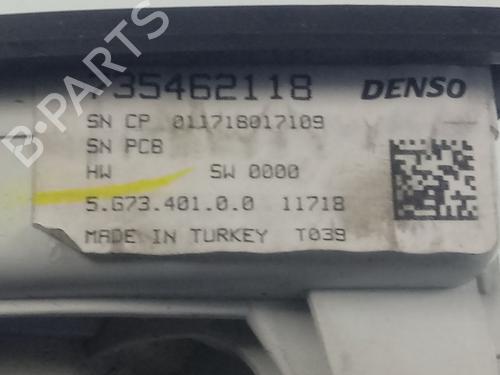 735462118 DENSO
SN CP 011718017109
SN PCB
HW SW 0000
5.G73.401.0.0 11718
MADE IN TURKEY T039
B-PARTS